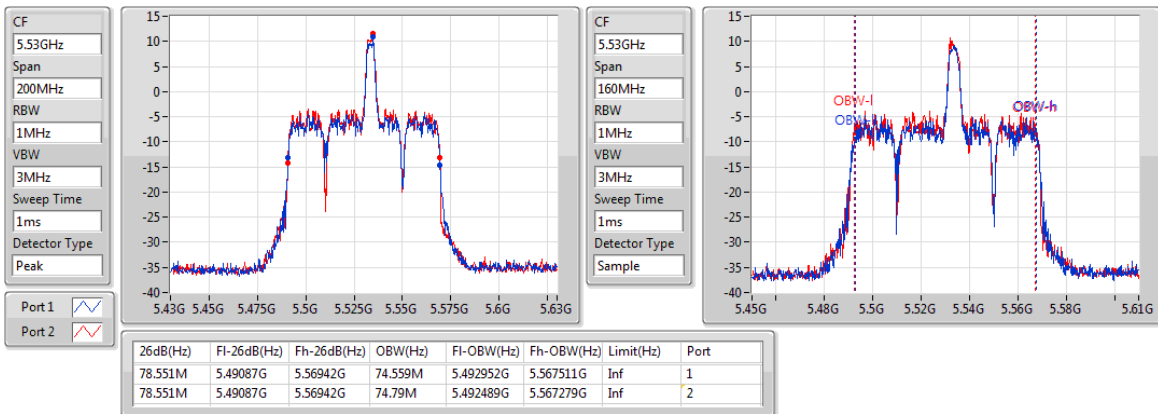 CF
5.53GHz
Span
200MHz
RBW
1MHz
VBW
3MHz
Sweep Time
1ms
Detector Type
Peak
Port 1
Port 2
15
10
5
0
-5
-10
-15
-20
-25
-30
-35
-40
5.43G 5.45G 5.475G 5.5G 5.525G 5.55G 5.575G 5.6G 5.63G
CF
5.53GHz
Span
160MHz
RBW
1MHz
VBW
3MHz
Sweep Time
1ms
Detector Type
Sample
15
10
5
0
-5
-10
-15
-20
-25
-30
-35
-40
OBW-l
OBW-h
5.45G 5.48G 5.5G 5.52G 5.54G 5.56G 5.58G 5.61G
26dB(Hz) Fl-26dB(Hz) Fh-26dB(Hz) OBW(Hz) Fl-OBW(Hz) Fh-OBW(Hz) Limit(Hz) Port
78.551M 5.49087G 5.56942G 74.559M 5.492952G 5.567511G Inf 1
78.551M 5.49087G 5.56942G 74.79M 5.492489G 5.567279G Inf 2